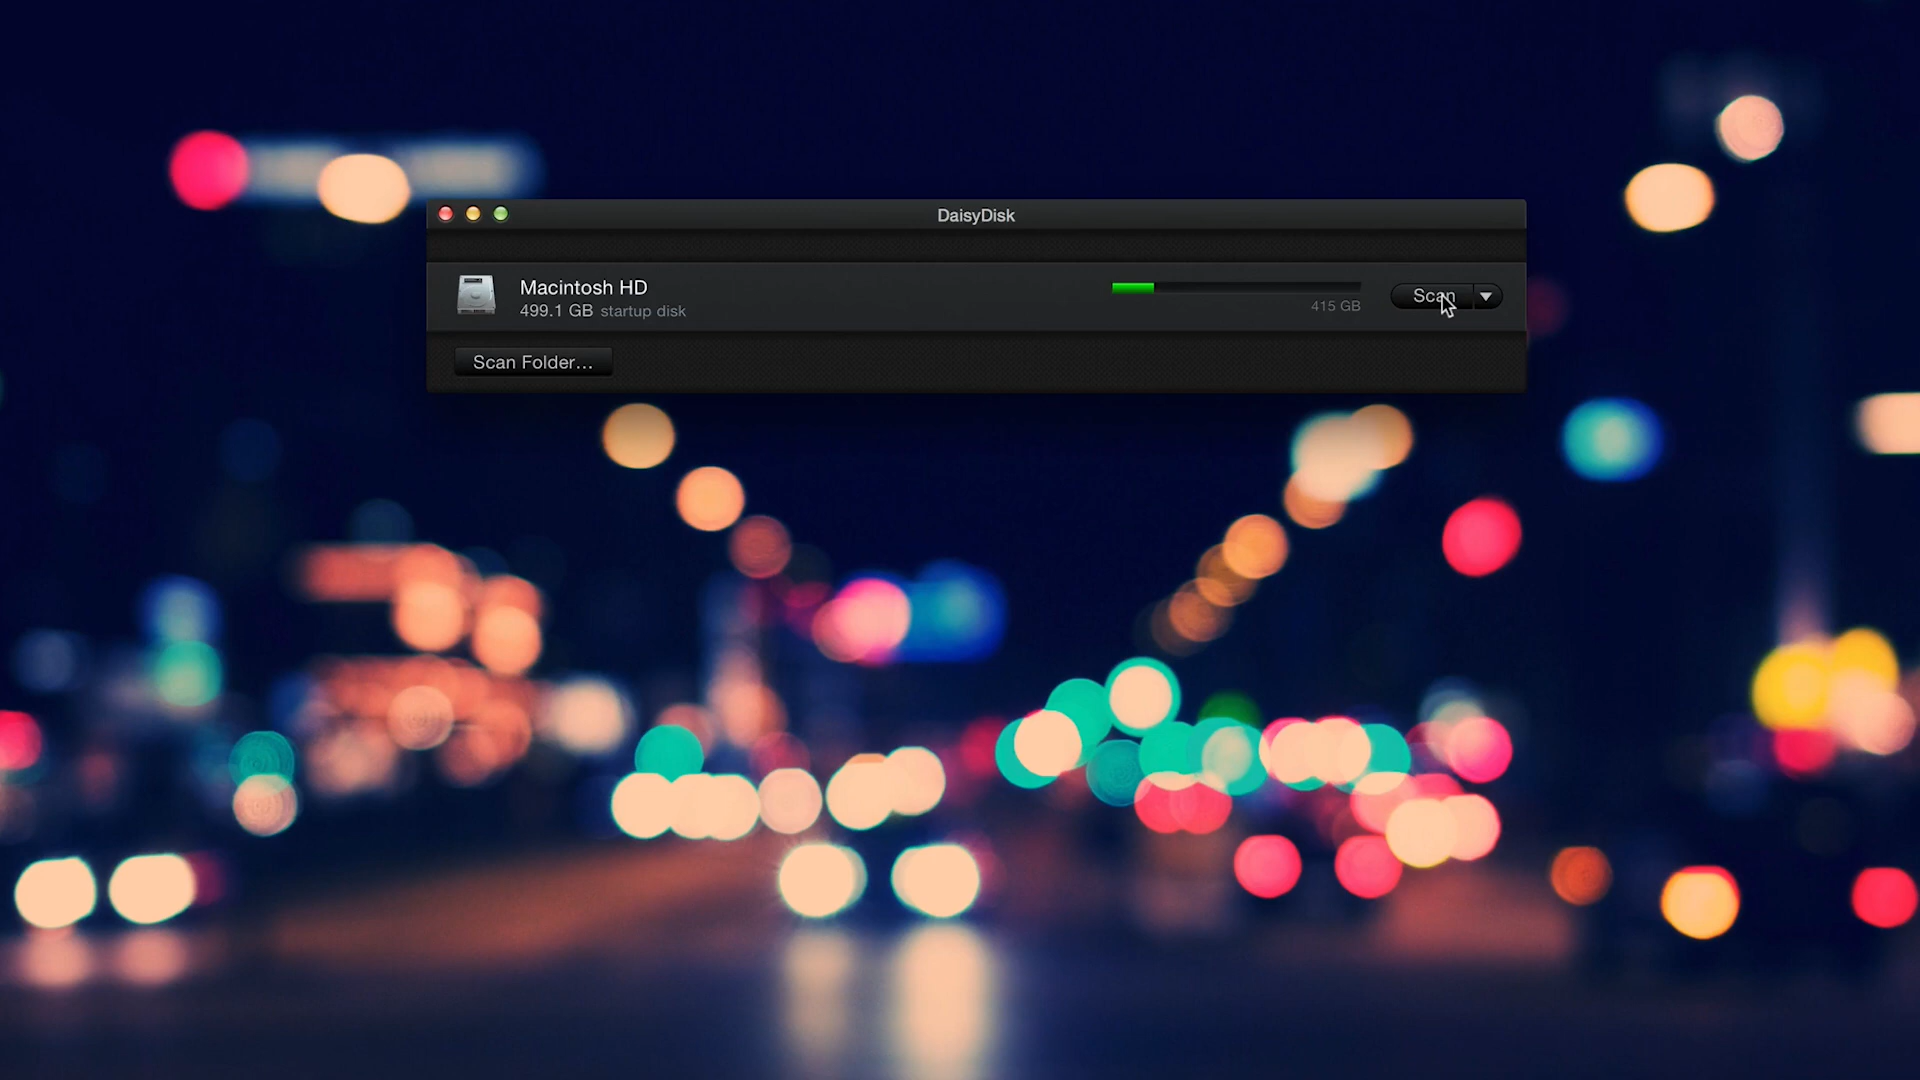 DaisyDisk
Macintosh HD
499.1 GB startup disk
415 GB
Scan
Scan Folder...